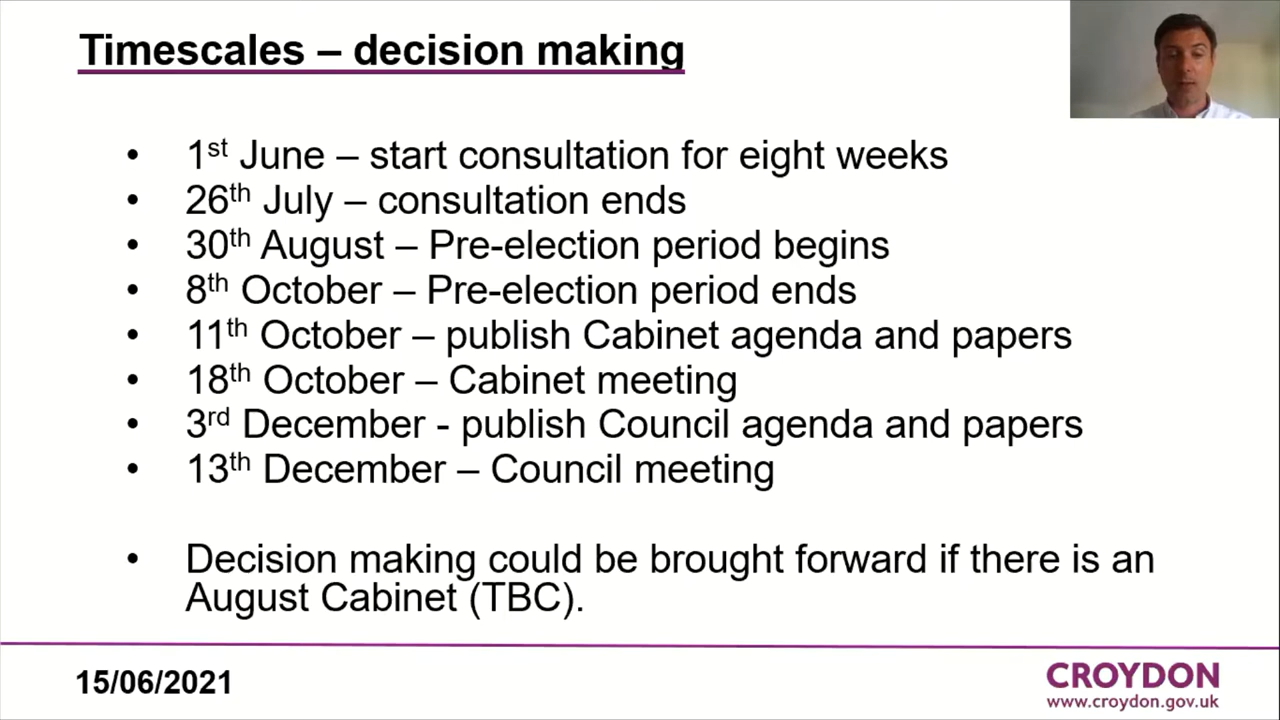 Timescales – decision making
• 1st June – start consultation for eight weeks
• 26th July – consultation ends
• 30th August – Pre-election period begins
• 8th October – Pre-election period ends
• 11th October – publish Cabinet agenda and papers
• 18th October – Cabinet meeting
• 3rd December - publish Council agenda and papers
• 13th December – Council meeting
• Decision making could be brought forward if there is an
August Cabinet (TBC).
15/06/2021
CROYDON
www.croydon.gov.uk